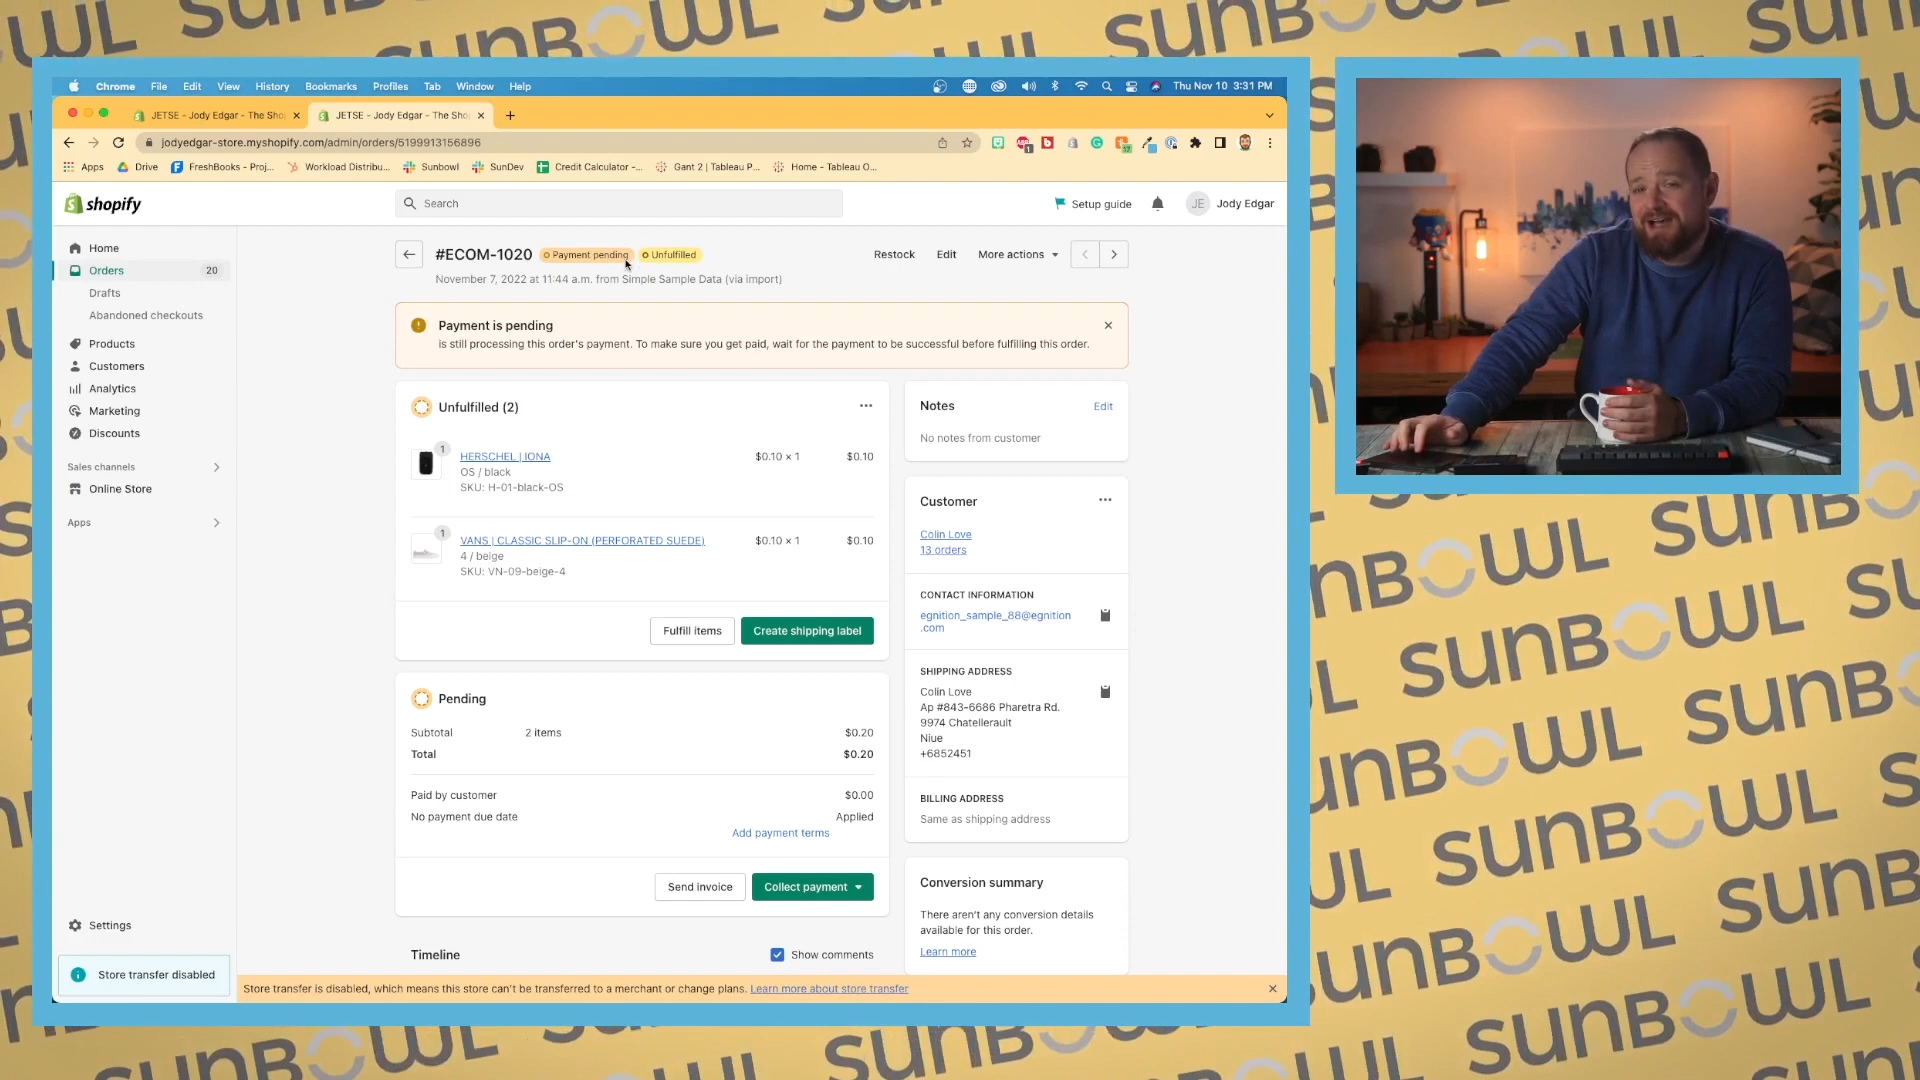 SUNBOWL
Chrome File Edit View History Bookmarks Profiles Tab Window Help
Thu Nov 10 3:31 PM
JETSE - Jody Edgar - The Sho
JETSE - Jody Edgar - The Sho
jodyedgar-store.myshopify.com/admin/orders/5199913156896
Apps Drive FreshBooks - Proj... Workload Distribu... Sunbowl SunDev Credit Calculator -... Gant 2 | Tableau P... Home - Tableau O...
shopify
Search
Setup guide
JE Jody Edgar
Home
Orders 20
Drafts
Abandoned checkouts
Products
Customers
Analytics
Marketing
Discounts
Sales channels
Online Store
Apps
Settings
Store transfer disabled
#ECOM-1020 Payment pending Unfulfilled
Restock Edit More actions
November 7, 2022 at 11:44 a.m. from Simple Sample Data (via import)
Payment is pending
is still processing this order's payment. To make sure you get paid, wait for the payment to be successful before fulfilling this order.
Unfulfilled (2)
1
HERSCHEL | IONA $0.10 × 1 $0.10
OS / black
SKU: H-01-black-OS
1
VANS | CLASSIC SLIP-ON (PERFORATED SUEDE) $0.10 × 1 $0.10
4 / beige
SKU: VN-09-beige-4
Fulfill items Create shipping label
Pending
Subtotal 2 items $0.20
Total $0.20
Paid by customer $0.00
No payment due date Applied
Add payment terms
Send invoice Collect payment
Timeline Show comments
Notes Edit
No notes from customer
Customer
Colin Love
13 orders
CONTACT INFORMATION
egnition_sample_88@egnition
.com
SHIPPING ADDRESS
Colin Love
Ap #843-6686 Pharetra Rd.
9974 Chatellerault
Niue
+6852451
BILLING ADDRESS
Same as shipping address
Conversion summary
There aren't any conversion details
available for this order.
Learn more
Store transfer is disabled, which means this store can't be transferred to a merchant or change plans. Learn more about store transfer